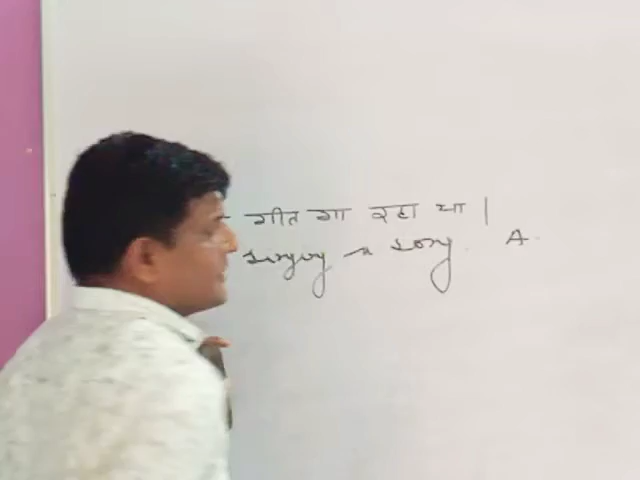 गीत गा रहा था |
singing a song. A.